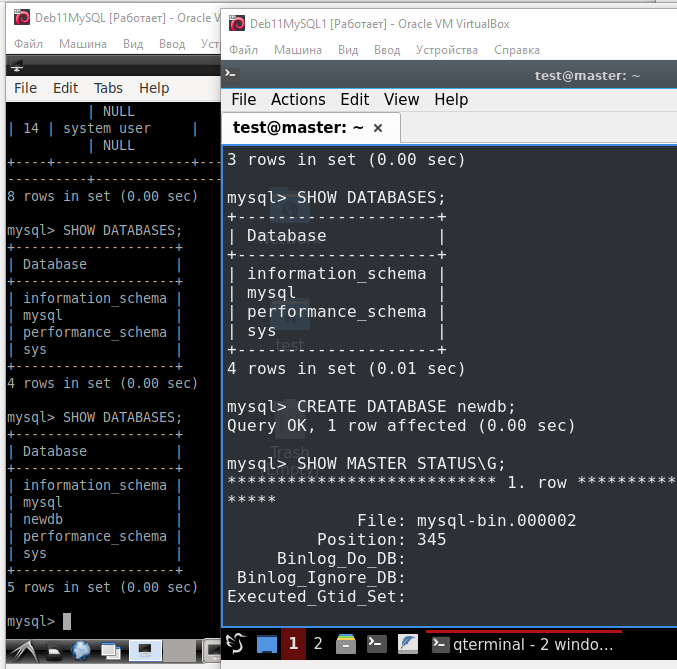 Deb11MySQL [Работает] - Oracle V
Файл Машина Вид Ввод Уст
File Edit Tabs Help
| NULL
| 14 | system user |
| NULL
+----+-----------------+---
----------+----------------
8 rows in set (0.00 sec)
mysql> SHOW DATABASES;
+--------------------+
| Database |
+--------------------+
| information_schema |
| mysql |
| performance_schema |
| sys |
+--------------------+
4 rows in set (0.00 sec)
mysql> SHOW DATABASES;
+--------------------+
| Database |
+--------------------+
| information_schema |
| mysql |
| newdb |
| performance_schema |
| sys |
+--------------------+
5 rows in set (0.00 sec)
mysql>
Deb11MySQL1 [Работает] - Oracle VM VirtualBox
Файл Машина Вид Ввод Устройства Справка
test@master: ~
File Actions Edit View Help
test@master: ~ ×
3 rows in set (0.00 sec)
mysql> SHOW DATABASES;
+--------------------+
| Database |
+--------------------+
| information_schema |
| mysql |
| performance_schema |
| sys |
+--------------------+
4 rows in set (0.01 sec)
test
mysql> CREATE DATABASE newdb;
Query OK, 1 row affected (0.00 sec)
Trash
(Empty)
mysql> SHOW MASTER STATUS\G;
*************************** 1. row **********
*****
File: mysql-bin.000002
Position: 345
Binlog_Do_DB:
Binlog_Ignore_DB:
Executed_Gtid_Set:
1 2 qterminal - 2 windo...